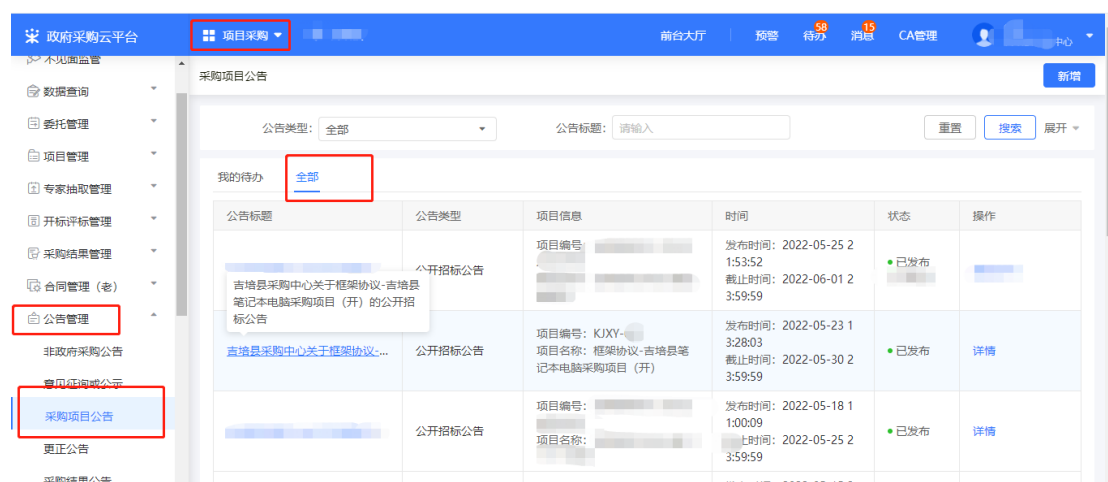 政府采购云平台
项目采购
前台大厅
预警
待办
58
消息
15
CA管理
中心
不见面监管
数据查询
委托管理
项目管理
专家抽取管理
开标评标管理
采购结果管理
合同管理（老）
公告管理
非政府采购公告
意见征询或公示
采购项目公告
更正公告
采购结果公告
采购项目公告
新增
公告类型：
全部
公告标题：
请输入
重置
搜索
展开
我的待办
全部
公告标题
公告类型
项目信息
时间
状态
操作
公开招标公告
项目编号
发布时间：2022-05-25 2
1:53:52
截止时间：2022-06-01 2
3:59:59
已发布
吉培县采购中心关于框架协议-吉培县
笔记本电脑采购项目（开）的公开招
标公告
吉培县采购中心关于框架协议-...
公开招标公告
项目编号：KJXY-
项目名称：框架协议-吉培县笔
记本电脑采购项目（开）
发布时间：2022-05-23 1
3:28:03
截止时间：2022-05-30 2
3:59:59
已发布
详情
公开招标公告
项目编号：
项目名称：
发布时间：2022-05-18 1
1:00:09
止时间：2022-05-25 2
3:59:59
已发布
详情